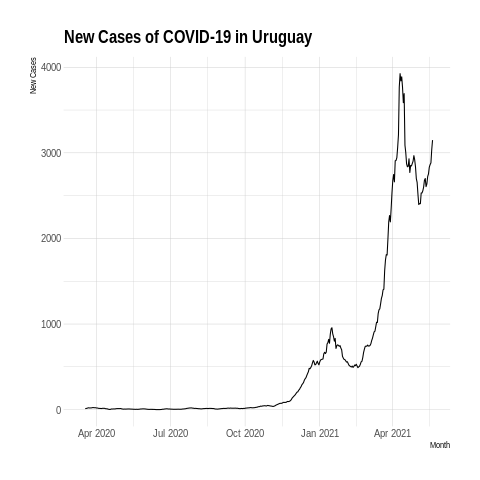 New Cases of COVID-19 in Uruguay
New Cases
4000
3000
2000
1000
0
Apr 2020 Jul 2020 Oct 2020 Jan 2021 Apr 2021
Month